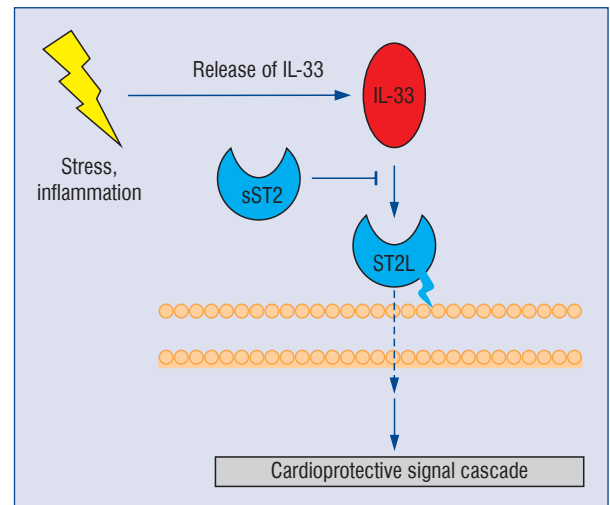 Release of IL-33
IL-33
Stress,
inflammation
sST2
ST2L
Cardioprotective signal cascade